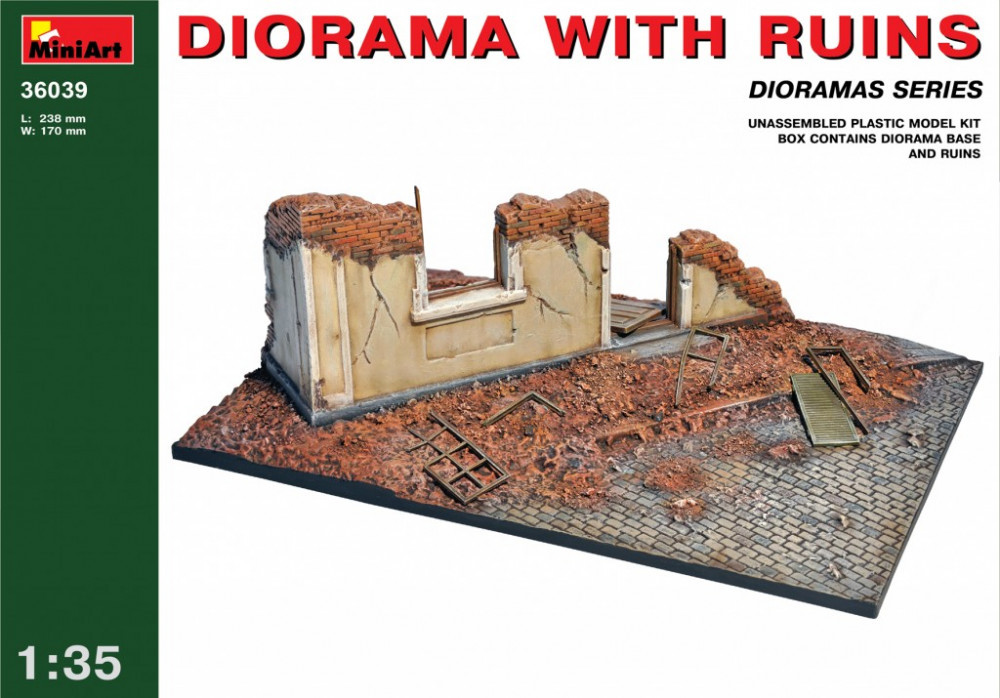 MiniArt
36039
L: 238 mm
W: 170 mm
DIORAMA WITH RUINS
DIORAMAS SERIES
UNASSEMBLED PLASTIC MODEL KIT
BOX CONTAINS DIORAMA BASE
AND RUINS
1:35